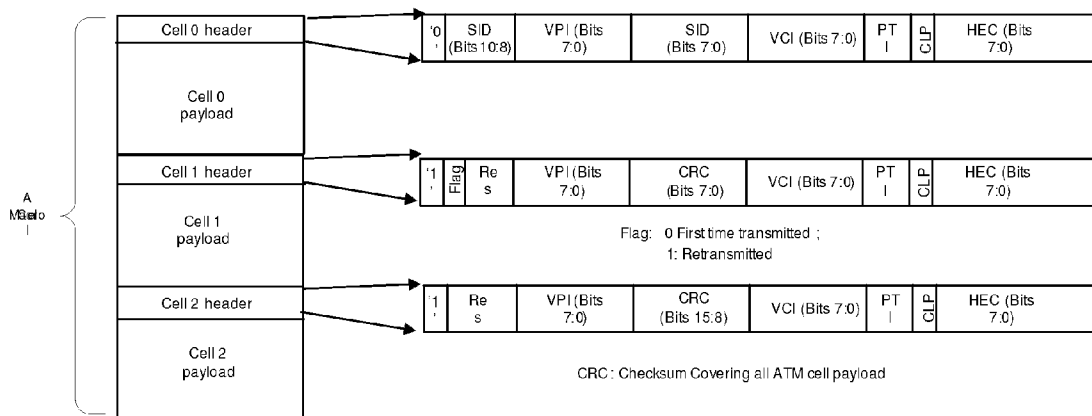 Cell 0 header
'0
'
SID
(Bits 10:8)
VPI (Bits
7:0)
SID
(Bits 7:0)
VCI (Bits 7:0)
PT
I
CLP
HEC (Bits
7:0)
Cell 0
payload
Cell 1 header
'1
'
Flag
Re
s
VPI (Bits
7:0)
CRC
(Bits 7:0)
VCI (Bits 7:0)
PT
I
CLP
HEC (Bits
7:0)
A
Cell 1
payload
Flag: 0 First time transmitted ;
1: Retransmitted
Cell 2 header
'1
'
Re
s
VPI (Bits
7:0)
CRC
(Bits 15:8)
VCI (Bits 7:0)
PT
I
CLP
HEC (Bits
7:0)
Cell 2
payload
CRC : Checksum Covering all ATM cell payload